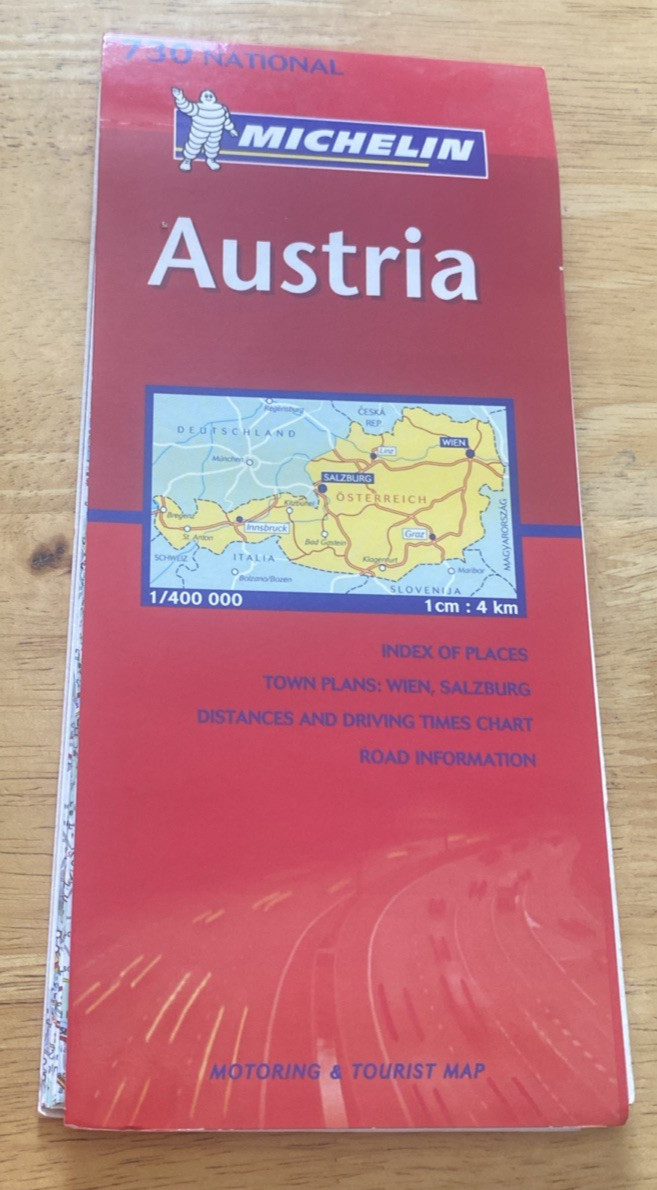 730 NATIONAL
MICHELIN
Austria
Regensburg
ČESKÁ
REP.
DEUTSCHLAND
Linz
WIEN
München
SALZBURG
ÖSTERREICH
Kitzbühel
Bregenz
Innsbruck
St. Anton
Bad Gastein
Graz
MAGYARORSZÁG
SCHWEIZ
ITALIA
Klagenfurt
Maribor
Bolzano/Bozen
SLOVENIJA
1/400 000
1cm : 4 km
INDEX OF PLACES
TOWN PLANS: WIEN, SALZBURG
DISTANCES AND DRIVING TIMES CHART
ROAD INFORMATION
MOTORING & TOURIST MAP